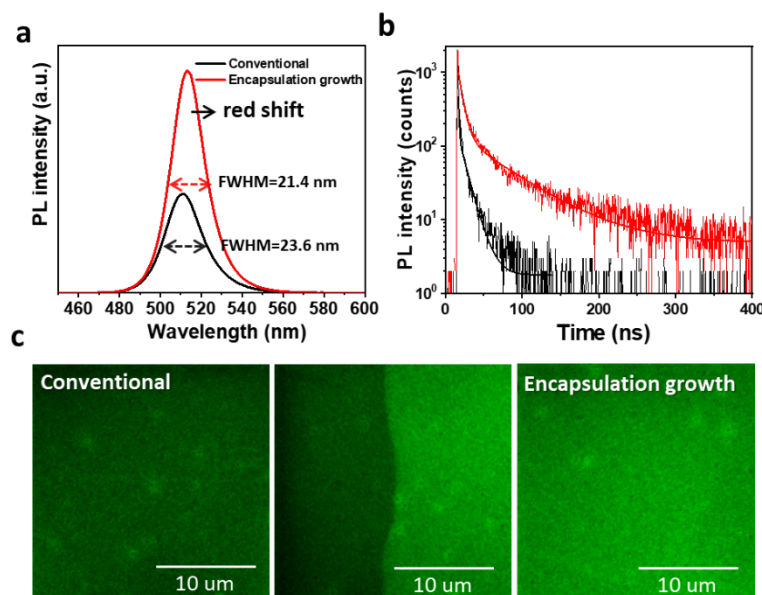 a
Conventional
Encapsulation growth
red shift
FWHM=21.4 nm
FWHM=23.6 nm
PL intensity (a.u.)
460 480 500 520 540 560 580 600
Wavelength (nm)
b
10³
10²
10¹
10⁰
PL intensity (counts)
0 100 200 300 400
Time (ns)
c
Conventional
Encapsulation growth
10 um
10 um
10 um